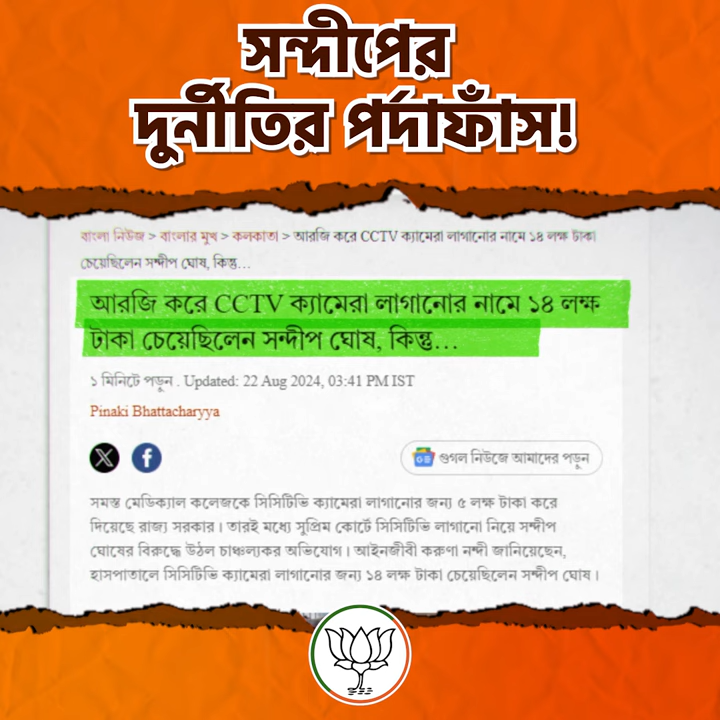 সন্দীপের
দুর্নীতির পর্দাফাঁস!
বাংলা নিউজ > বাংলার মুখ > কলকাতা > আরজি করে CCTV ক্যামেরা লাগানোর নামে ১৪ লক্ষ টাকা
চেয়েছিলেন সন্দীপ ঘোষ, কিন্তু...
আরজি করে CCTV ক্যামেরা লাগানোর নামে ১৪ লক্ষ
টাকা চেয়েছিলেন সন্দীপ ঘোষ, কিন্তু...
১ মিনিটে পড়ুন . Updated: 22 Aug 2024, 03:41 PM IST
Pinaki Bhattacharyya
গুগল নিউজে আমাদের পড়ুন
সমস্ত মেডিক্যাল কলেজকে সিসিটিভি ক্যামেরা লাগানোর জন্য ৫ লক্ষ টাকা করে
দিয়েছে রাজ্য সরকার। তারই মধ্যে সুপ্রিম কোর্টে সিসিটিভি লাগানো নিয়ে সন্দীপ
ঘোষের বিরুদ্ধে উঠল চাঞ্চল্যকর অভিযোগ। আইনজীবী করুণা নন্দী জানিয়েছেন,
হাসপাতালে সিসিটিভি ক্যামেরা লাগানোর জন্য ১৪ লক্ষ টাকা চেয়েছিলেন সন্দীপ ঘোষ।